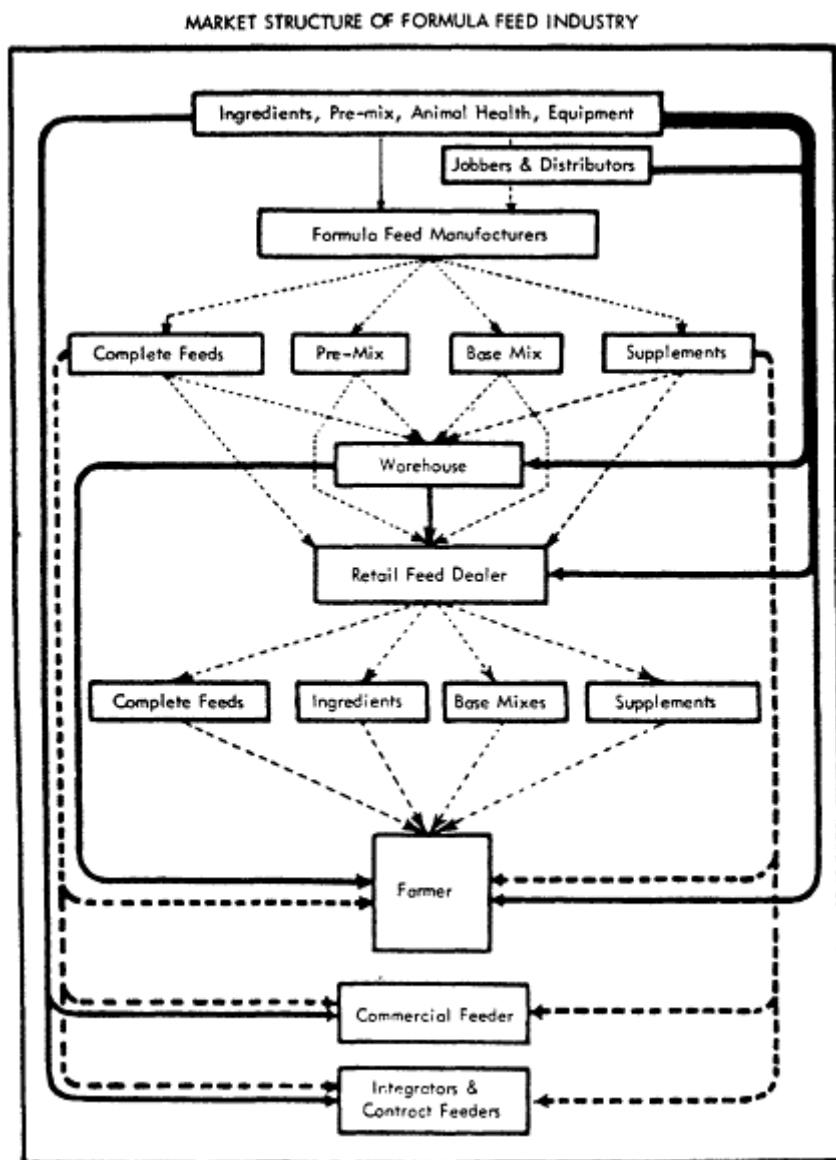 MARKET STRUCTURE OF FORMULA FEED INDUSTRY
Ingredients, Pre-mix, Animal Health, Equipment
Jobbers & Distributors
Formula Feed Manufacturers
Complete Feeds
Pre-Mix
Base Mix
Supplements
Warehouse
Retail Feed Dealer
Complete Feeds
Ingredients
Base Mixes
Supplements
Farmer
Commercial Feeder
Integrators &
Contract Feeders